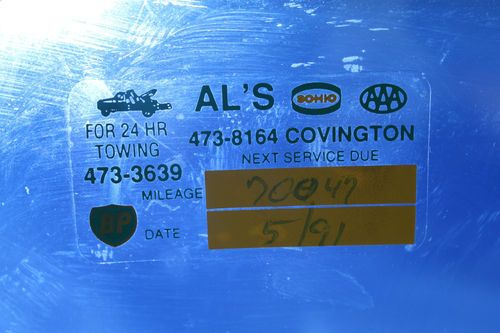 AL'S SOHIO AAA
FOR 24 HR
TOWING
473-3639
473-8164 COVINGTON
NEXT SERVICE DUE
MILEAGE 70047
BP DATE 5/91